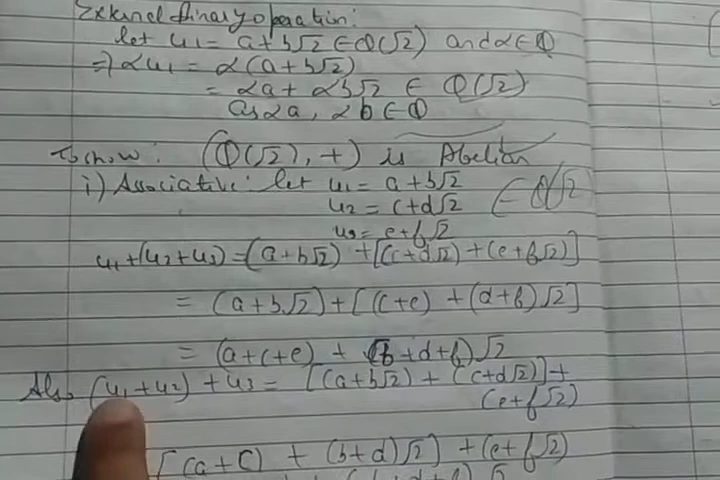 External Binary operation:
let u₁ = a+b√2 ∈ Q(√2) and α ∈ Q
⇒ αu₁ = α(a+b√2)
= αa + αb√2 ∈ Q(√2)
as αa, αb ∈ Q
To show: (Q(√2), +) is Abelian
i) Associative: let u₁ = a+b√2
u₂ = c+d√2 ∈ Q(√2
u₃ = e+f√2
u₁+(u₂+u₃) = (a+b√2) + [(c+d√2) + (e+f√2)]
= (a+b√2) + [(c+e) + (d+f)√2]
= (a+c+e) + (b+d+f)√2
Also (u₁+u₂) + u₃ = [(a+b√2) + (c+d√2)] +
(e+f√2)
[(a+c) + (b+d)√2] + (e+f√2)